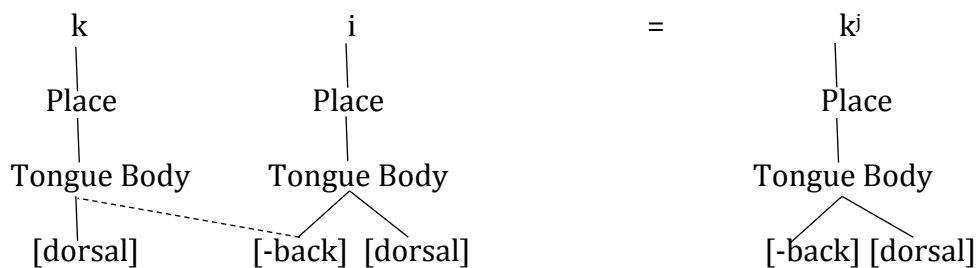 k i = kʲ
Place Place Place
Tongue Body Tongue Body Tongue Body
[dorsal] [-back] [dorsal] [-back] [dorsal]